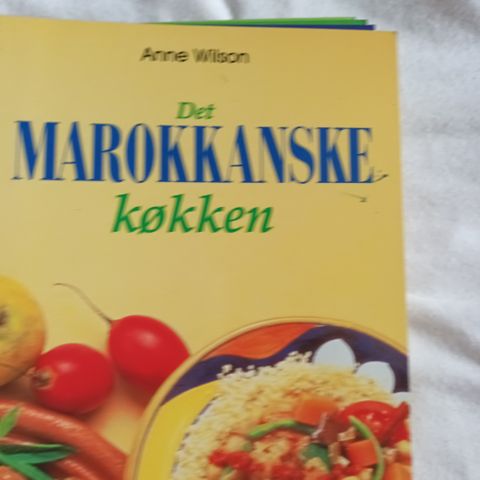 Anne Wilson
Det
MAROKKANSKE
køkken